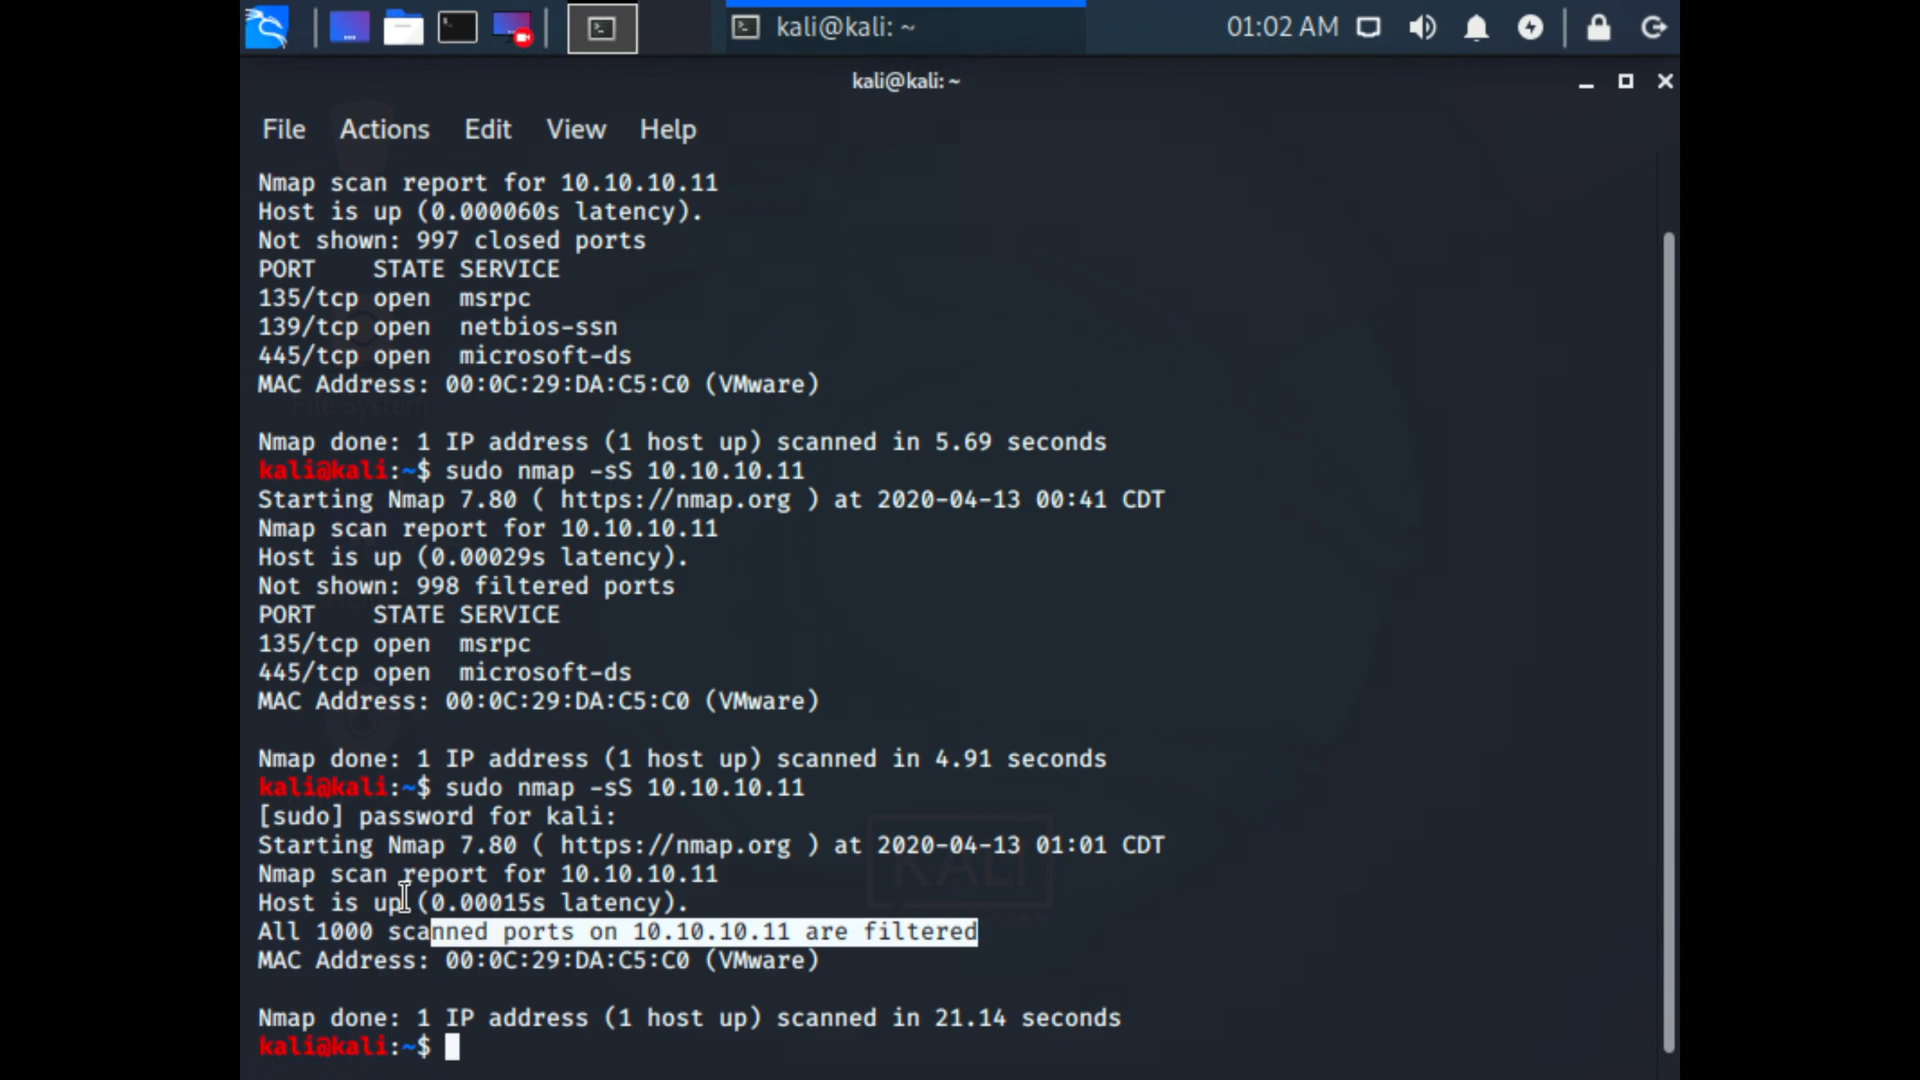 kali@kali: ~
01:02 AM
kali@kali: ~
File Actions Edit View Help
Nmap scan report for 10.10.10.11
Host is up (0.000060s latency).
Not shown: 997 closed ports
PORT    STATE SERVICE
135/tcp open  msrpc
139/tcp open  netbios-ssn
445/tcp open  microsoft-ds
MAC Address: 00:0C:29:DA:C5:C0 (VMware)
File System
Nmap done: 1 IP address (1 host up) scanned in 5.69 seconds
kali@kali:~$ sudo nmap -sS 10.10.10.11
Starting Nmap 7.80 ( https://nmap.org ) at 2020-04-13 00:41 CDT
Nmap scan report for 10.10.10.11
Host is up (0.00029s latency).
Not shown: 998 filtered ports
PORT    STATE SERVICE
135/tcp open  msrpc
445/tcp open  microsoft-ds
MAC Address: 00:0C:29:DA:C5:C0 (VMware)
Nmap done: 1 IP address (1 host up) scanned in 4.91 seconds
kali@kali:~$ sudo nmap -sS 10.10.10.11
[sudo] password for kali:
Starting Nmap 7.80 ( https://nmap.org ) at 2020-04-13 01:01 CDT
Nmap scan report for 10.10.10.11
KALI
Host is up (0.00015s latency).
All 1000 scanned ports on 10.10.10.11 are filtered
MAC Address: 00:0C:29:DA:C5:C0 (VMware)
Nmap done: 1 IP address (1 host up) scanned in 21.14 seconds
kali@kali:~$